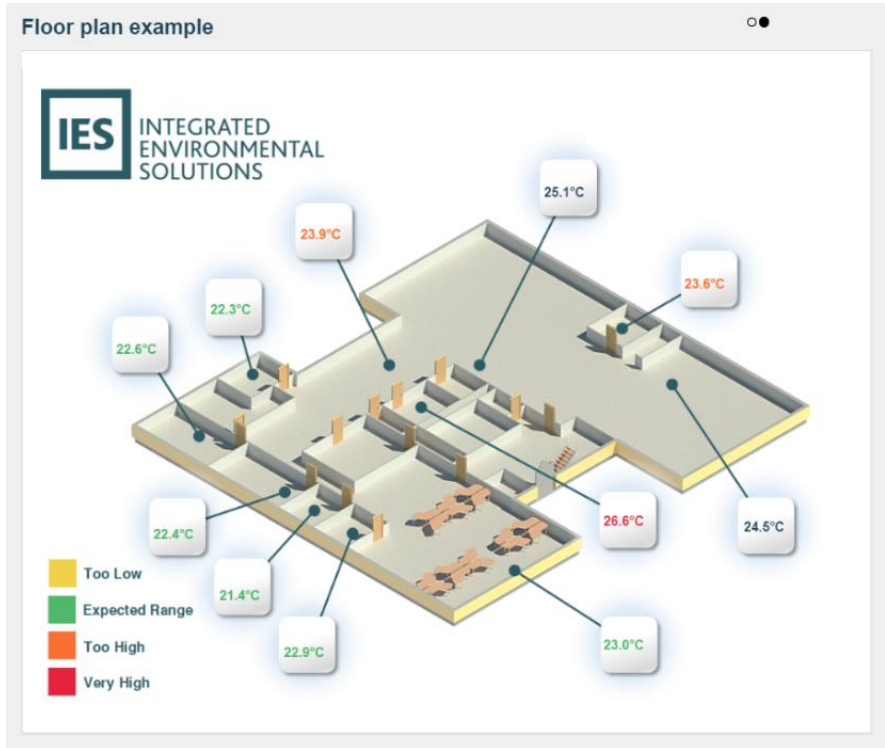 Floor plan example
IES
INTEGRATED
ENVIRONMENTAL
SOLUTIONS
25.1°C
23.9°C
23.6°C
22.3°C
22.6°C
26.6°C
24.5°C
22.4°C
21.4°C
22.9°C
23.0°C
Too Low
Expected Range
Too High
Very High